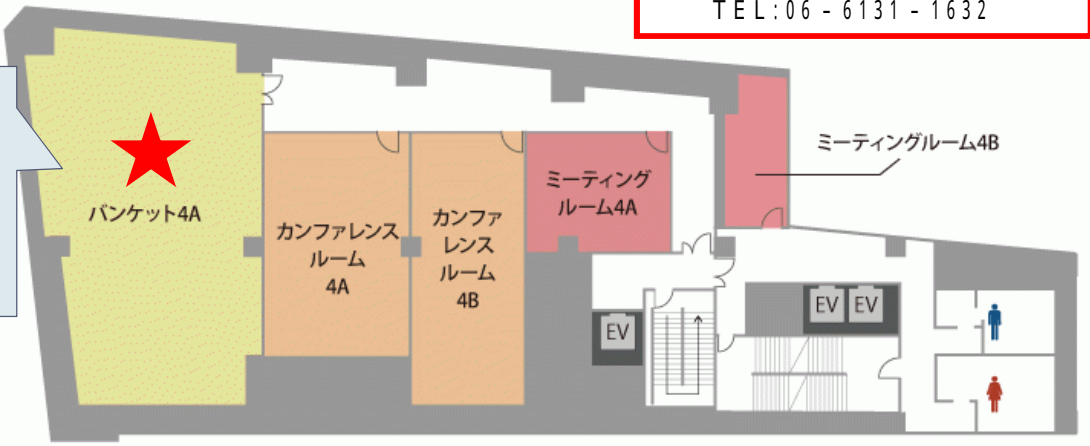 TEL:06-6131-1632
ミーティングルーム4B
バンケット4A
カンファレンス
ルーム
4A
カンファ
レンス
ルーム
4B
ミーティング
ルーム4A
EV
EV
EV